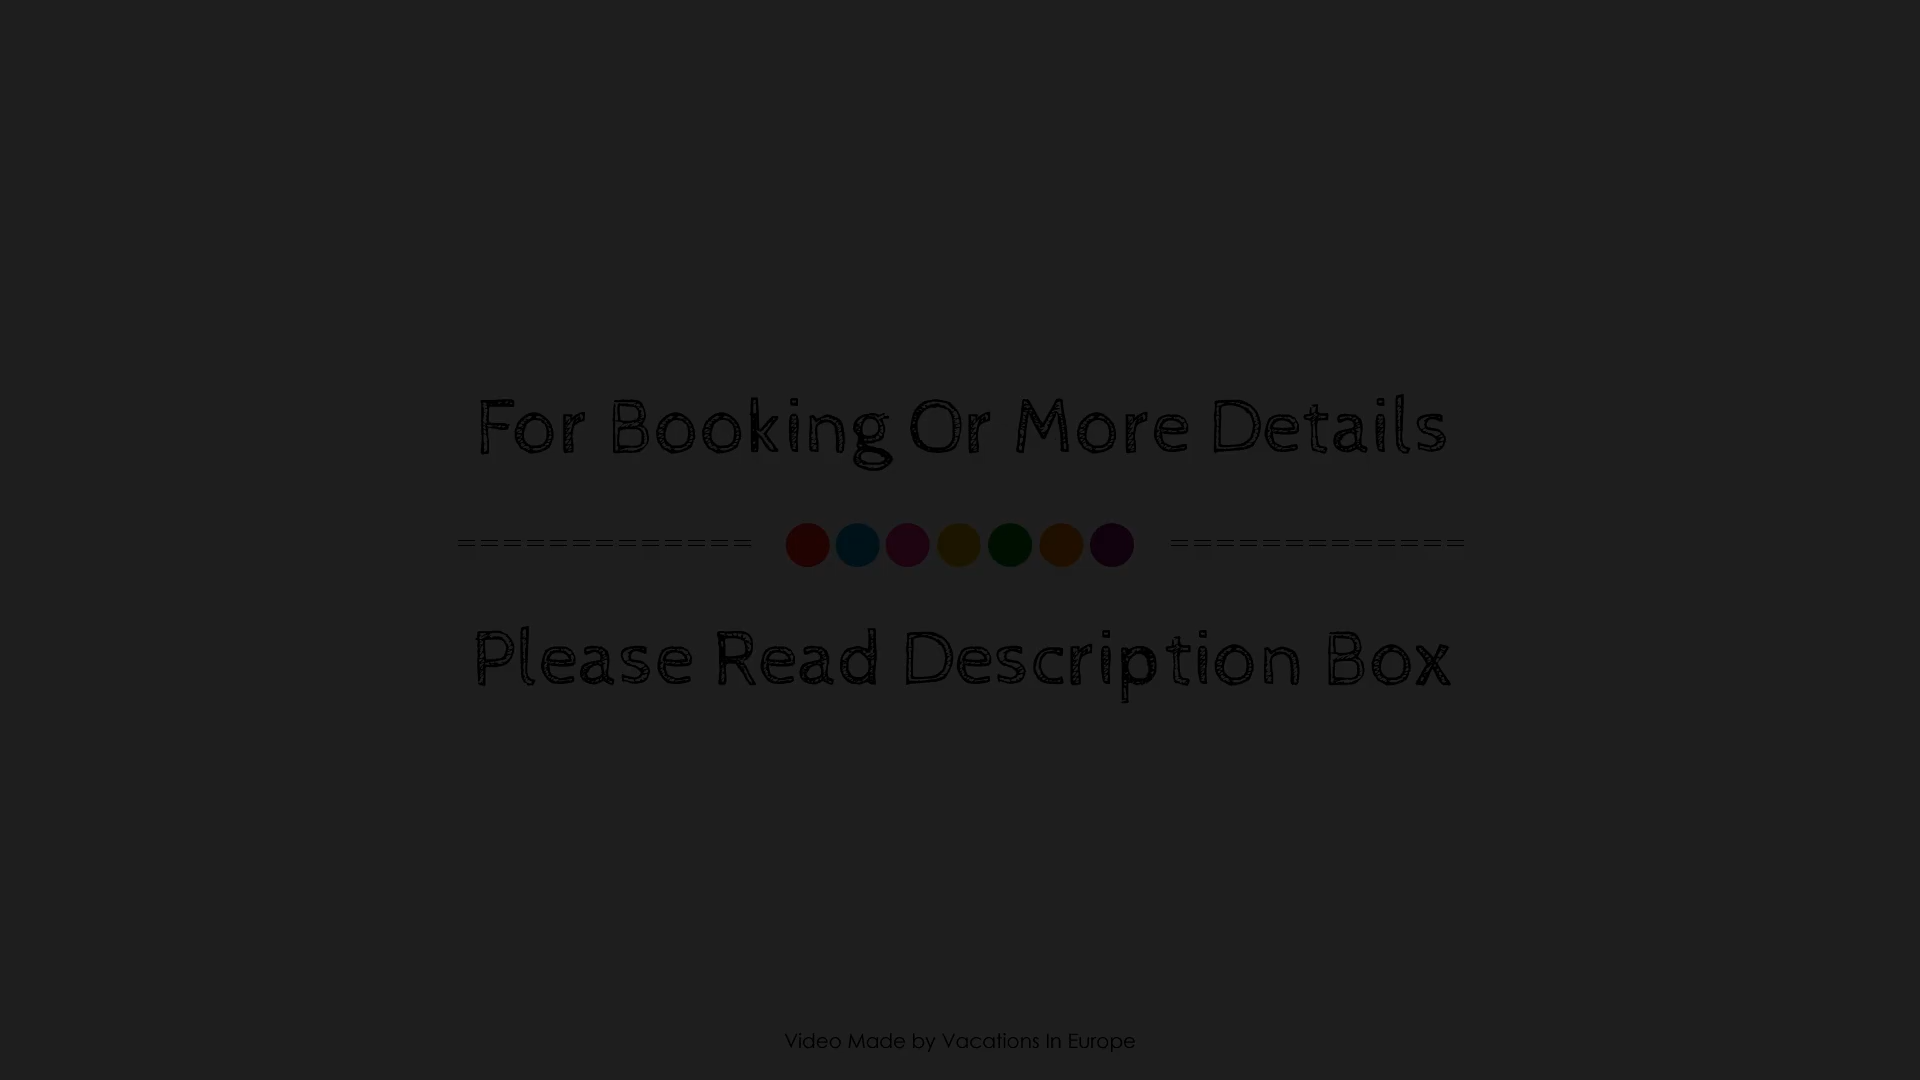 For Booking Or More Details
============= =============
Please Read Description Box
Video Made by Vacations In Europe